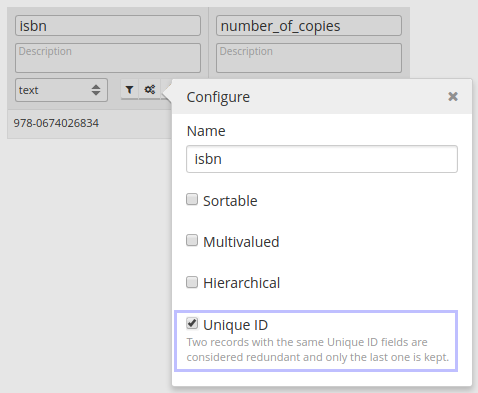 isbn
number_of_copies
Description
Description
text
978-0674026834
Configure
Name
isbn
Sortable
Multivalued
Hierarchical
Unique ID
Two records with the same Unique ID fields are
considered redundant and only the last one is kept.